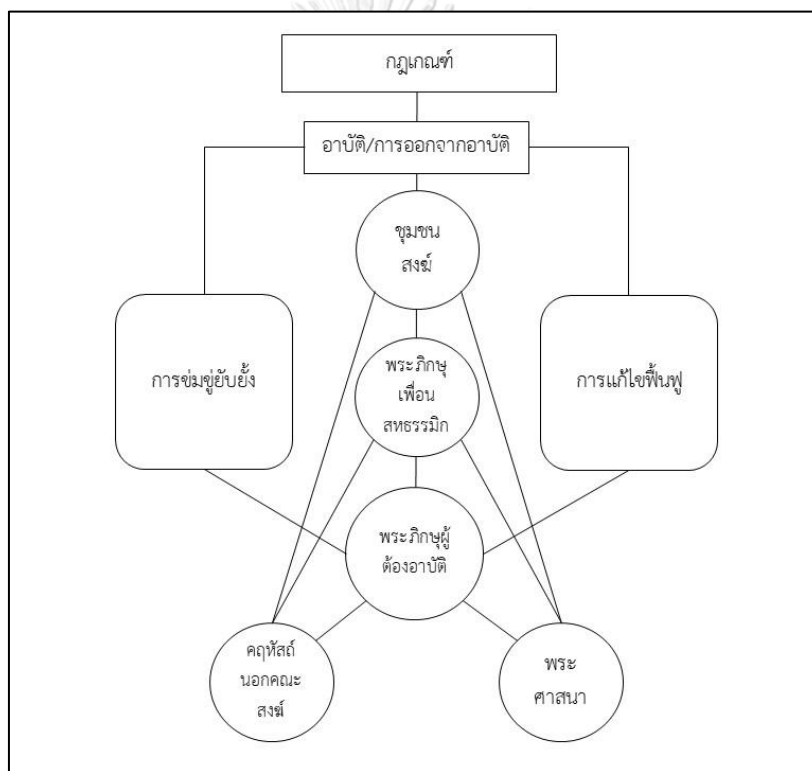 กฎเกณฑ์
อาบัติ/การออกจากอาบัติ
ชุมชน
สงฆ์
การข่มขู่ยับยั้ง
พระภิกษุ
เพื่อน
สหธรรมิก
การแก้ไขฟื้นฟู
พระภิกษุผู้
ต้องอาบัติ
คฤหัสถ์
นอกคณะ
สงฆ์
พระ
ศาสนา